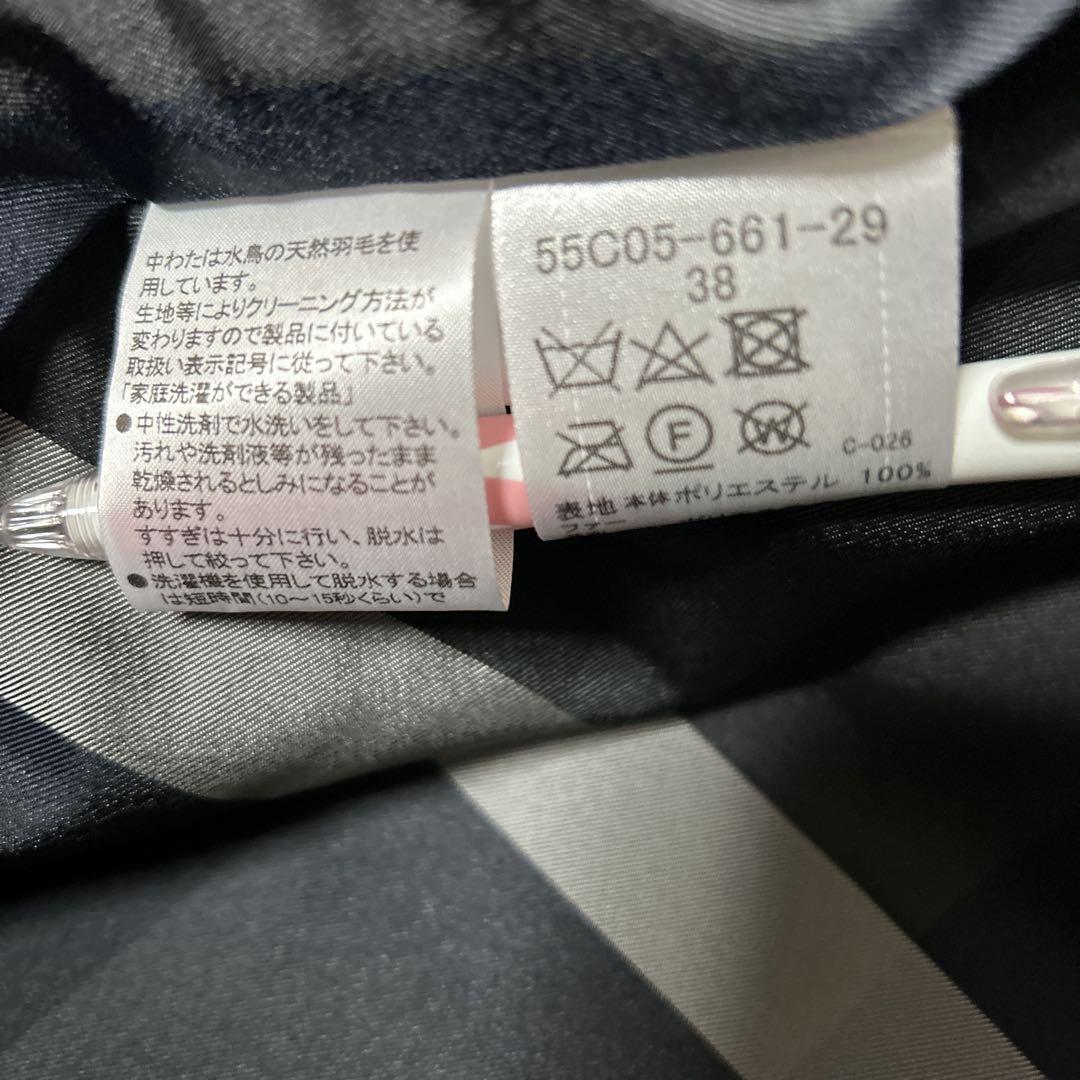 中わたは水鳥の天然羽毛を使
用しています。
生地等によりクリーニング方法が
変わりますので製品に付いている
取扱い表示記号に従って下さい。
「家庭洗濯ができる製品」
●中性洗剤で水洗いをして下さい。
汚れや洗剤液等が残ったまま
乾燥されるとしみになることが
あります。
すすぎは十分に行い、脱水は
押して絞って下さい。
●洗濯機を使用して脱水する場合
は短時間(10～15秒くらい)で
55C05-661-29
38
F
W
C-026
表地 本体 ポリエステル 100%
ファー